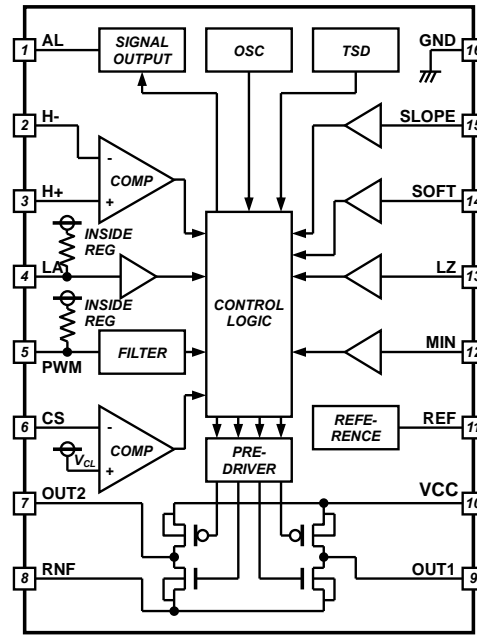 AL
1
SIGNAL
OUTPUT
OSC
TSD
GND
16
H-
2
SLOPE
15
-
COMP
+
H+
3
SOFT
14
INSIDE
REG
LA
4
LZ
13
CONTROL
LOGIC
INSIDE
REG
PWM
5
FILTER
MIN
12
CS
6
-
COMP
+
VCL
REFE-
RENCE
REF
11
PRE-
DRIVER
OUT2
7
VCC
10
RNF
8
OUT1
9